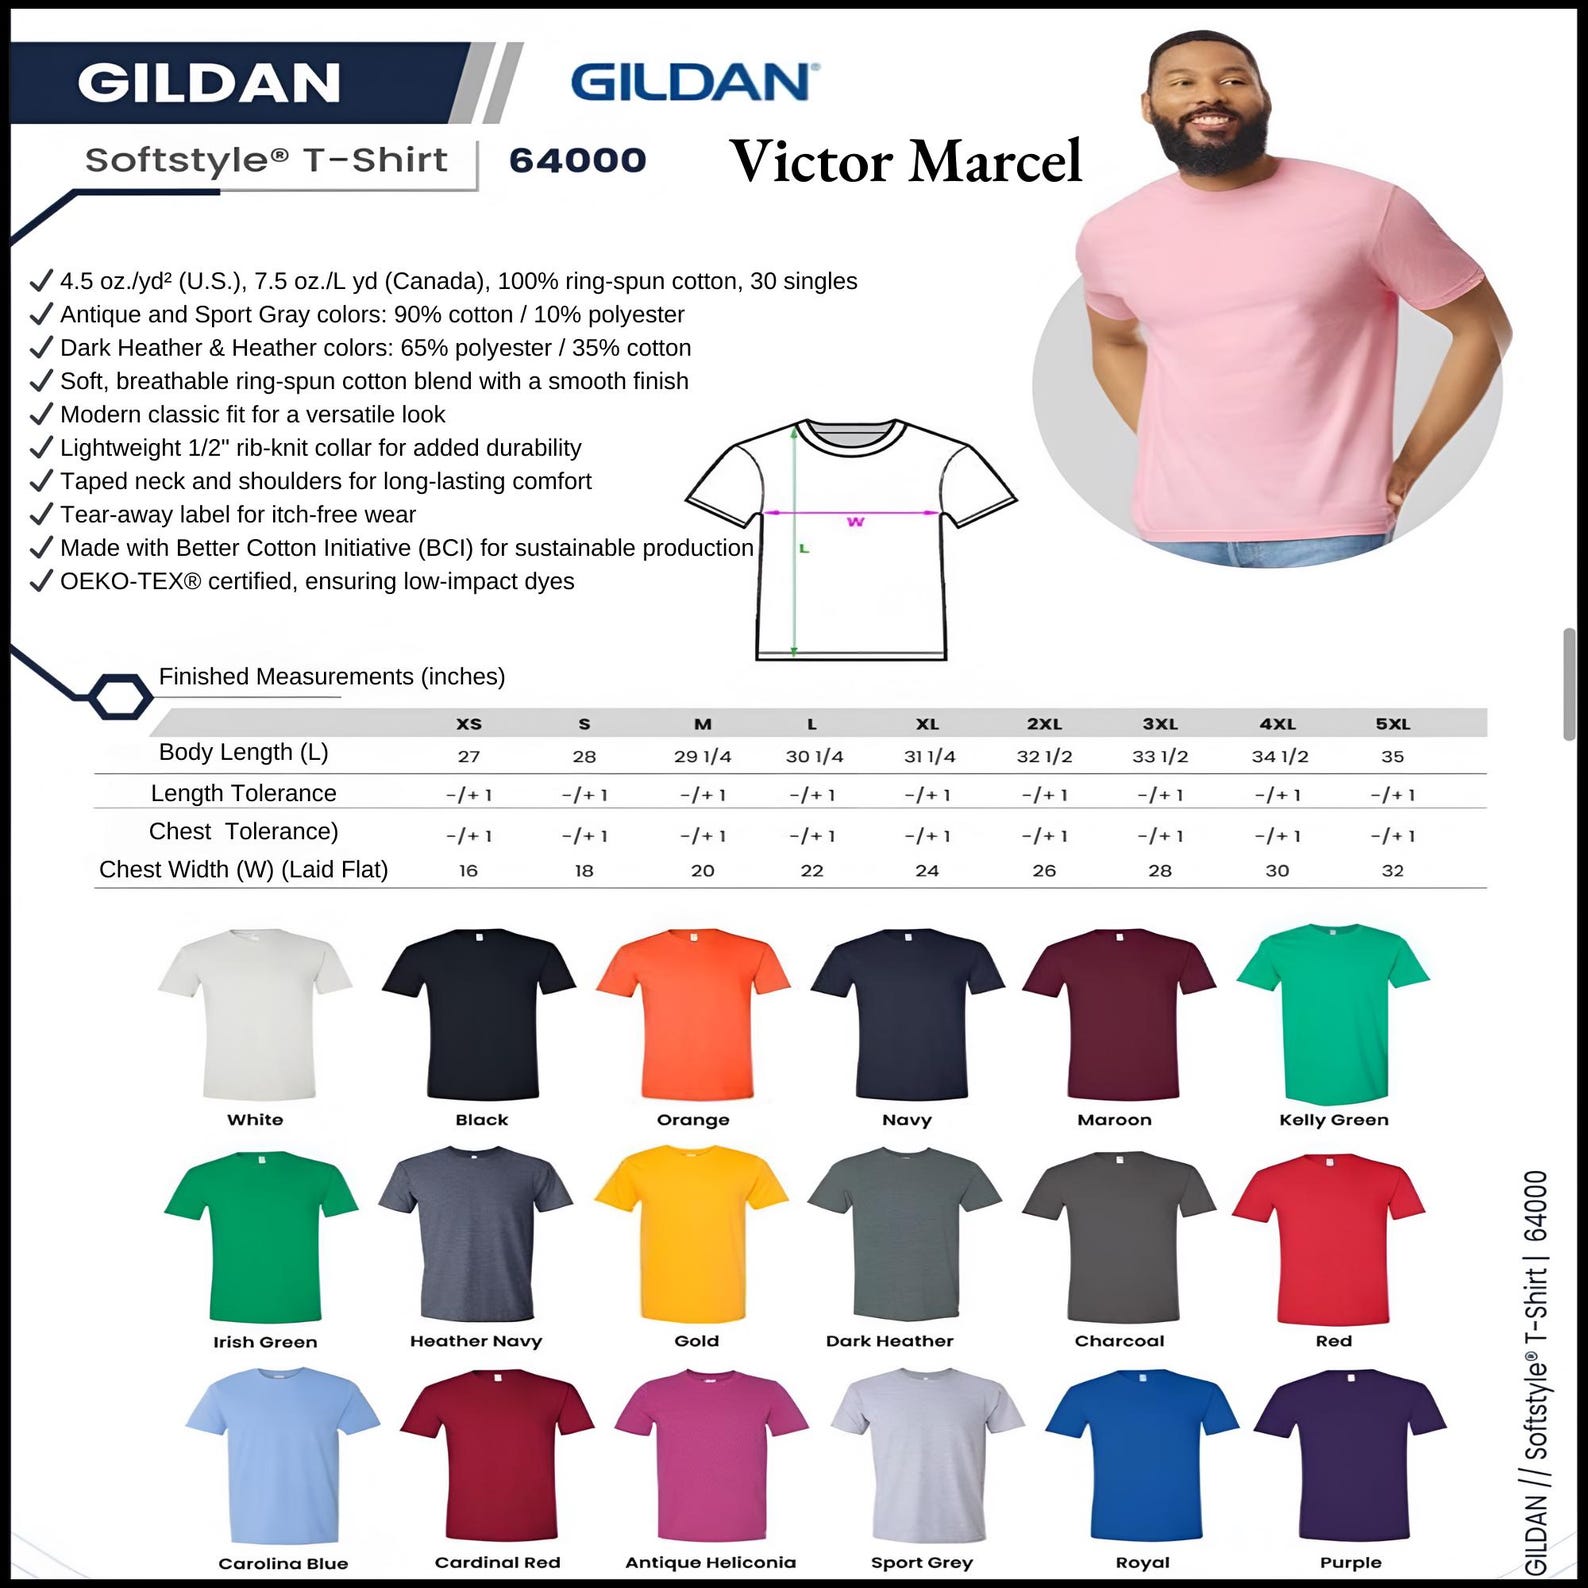 GILDAN
GILDAN®
Softstyle® T-Shirt
64000
Victor Marcel
4.5 oz./yd² (U.S.), 7.5 oz./L yd (Canada), 100% ring-spun cotton, 30 singles
Antique and Sport Gray colors: 90% cotton / 10% polyester
Dark Heather & Heather colors: 65% polyester / 35% cotton
Soft, breathable ring-spun cotton blend with a smooth finish
Modern classic fit for a versatile look
Lightweight 1/2" rib-knit collar for added durability
Taped neck and shoulders for long-lasting comfort
Tear-away label for itch-free wear
Made with Better Cotton Initiative (BCI) for sustainable production
OEKO-TEX® certified, ensuring low-impact dyes
W
L
Finished Measurements (inches)
XS S M L XL 2XL 3XL 4XL 5XL
Body Length (L) 27 28 29 1/4 30 1/4 31 1/4 32 1/2 33 1/2 34 1/2 35
Length Tolerance -/+ 1 -/+ 1 -/+ 1 -/+ 1 -/+ 1 -/+ 1 -/+ 1 -/+ 1 -/+ 1
Chest Tolerance) -/+ 1 -/+ 1 -/+ 1 -/+ 1 -/+ 1 -/+ 1 -/+ 1 -/+ 1 -/+ 1
Chest Width (W) (Laid Flat) 16 18 20 22 24 26 28 30 32
White Black Orange Navy Maroon Kelly Green
Irish Green Heather Navy Gold Dark Heather Charcoal Red
Carolina Blue Cardinal Red Antique Heliconia Sport Grey Royal Purple
GILDAN // Softstyle® T-Shirt | 64000